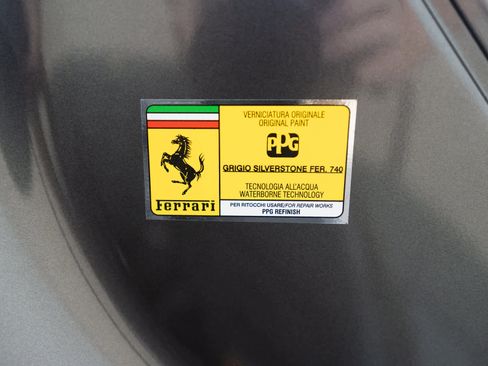 VERNICIATURA ORIGINALE
ORIGINAL PAINT
PPG
GRIGIO SILVERSTONE FER. 740
TECNOLOGIA ALL'ACQUA
WATERBORNE TECHNOLOGY
Ferrari
PER RITOCCHI USARE/FOR REPAIR WORKS
PPG REFINISH